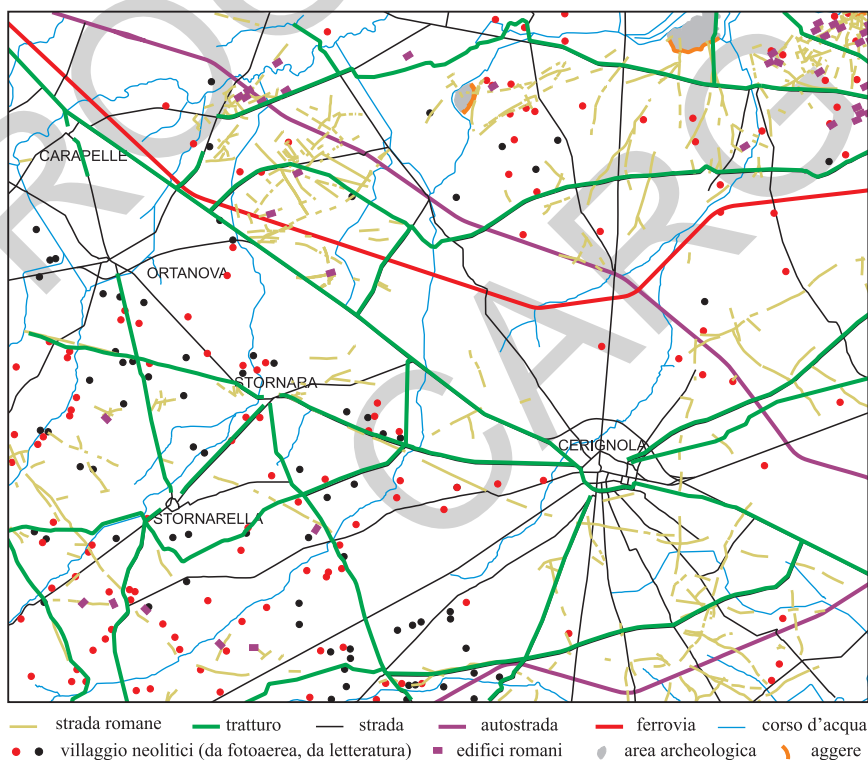 CARAPELLE
ORTANOVA
STORNARA
CERIGNOLA
STORNARELLA
strada romane tratturo strada autostrada ferrovia corso d'acqua
villaggio neolitici (da fotoaerea, da letteratura) edifici romani area archeologica aggere
CARG